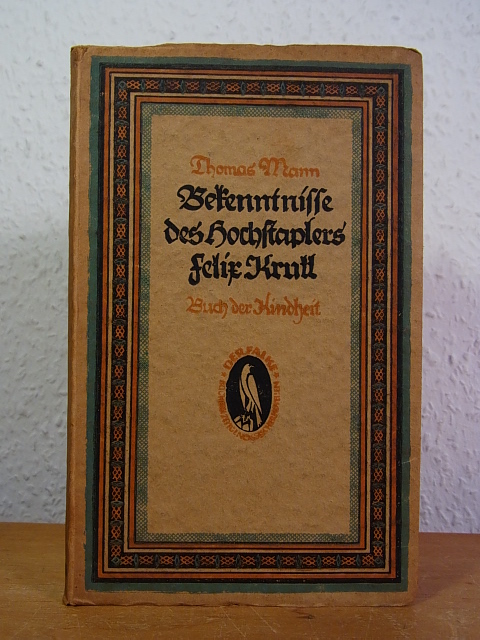 Thomas Mann
Bekenntnisse
des Hochstaplers
Felix Krull
Buch der Kindheit
DER FALKE